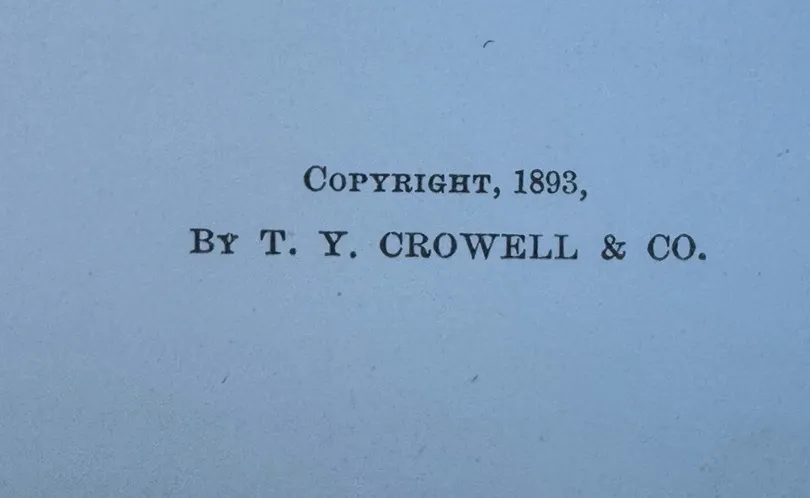 Copyright, 1893,
By T. Y. CROWELL & CO.